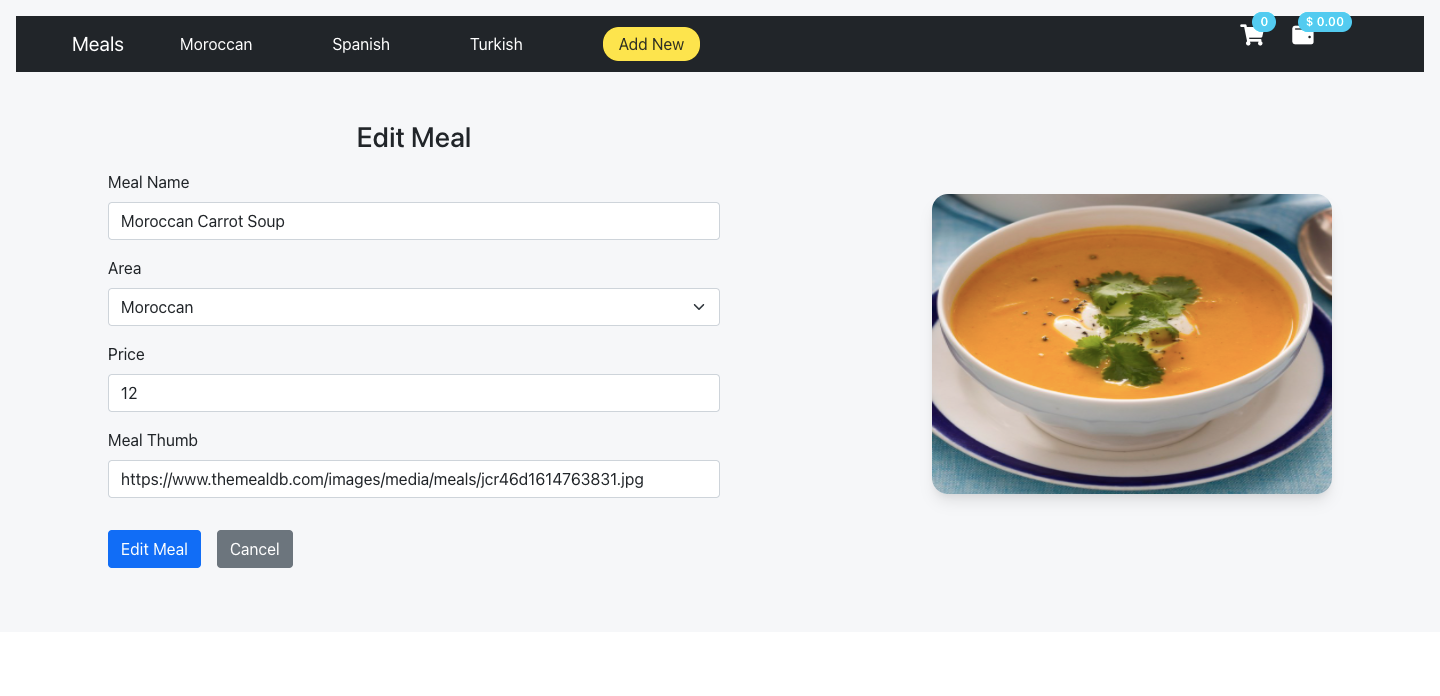 Meals Moroccan Spanish Turkish Add New 0 $ 0.00
Edit Meal
Meal Name
Moroccan Carrot Soup
Area
Moroccan
Price
12
Meal Thumb
https://www.themealdb.com/images/media/meals/jcr46d1614763831.jpg
Edit Meal Cancel